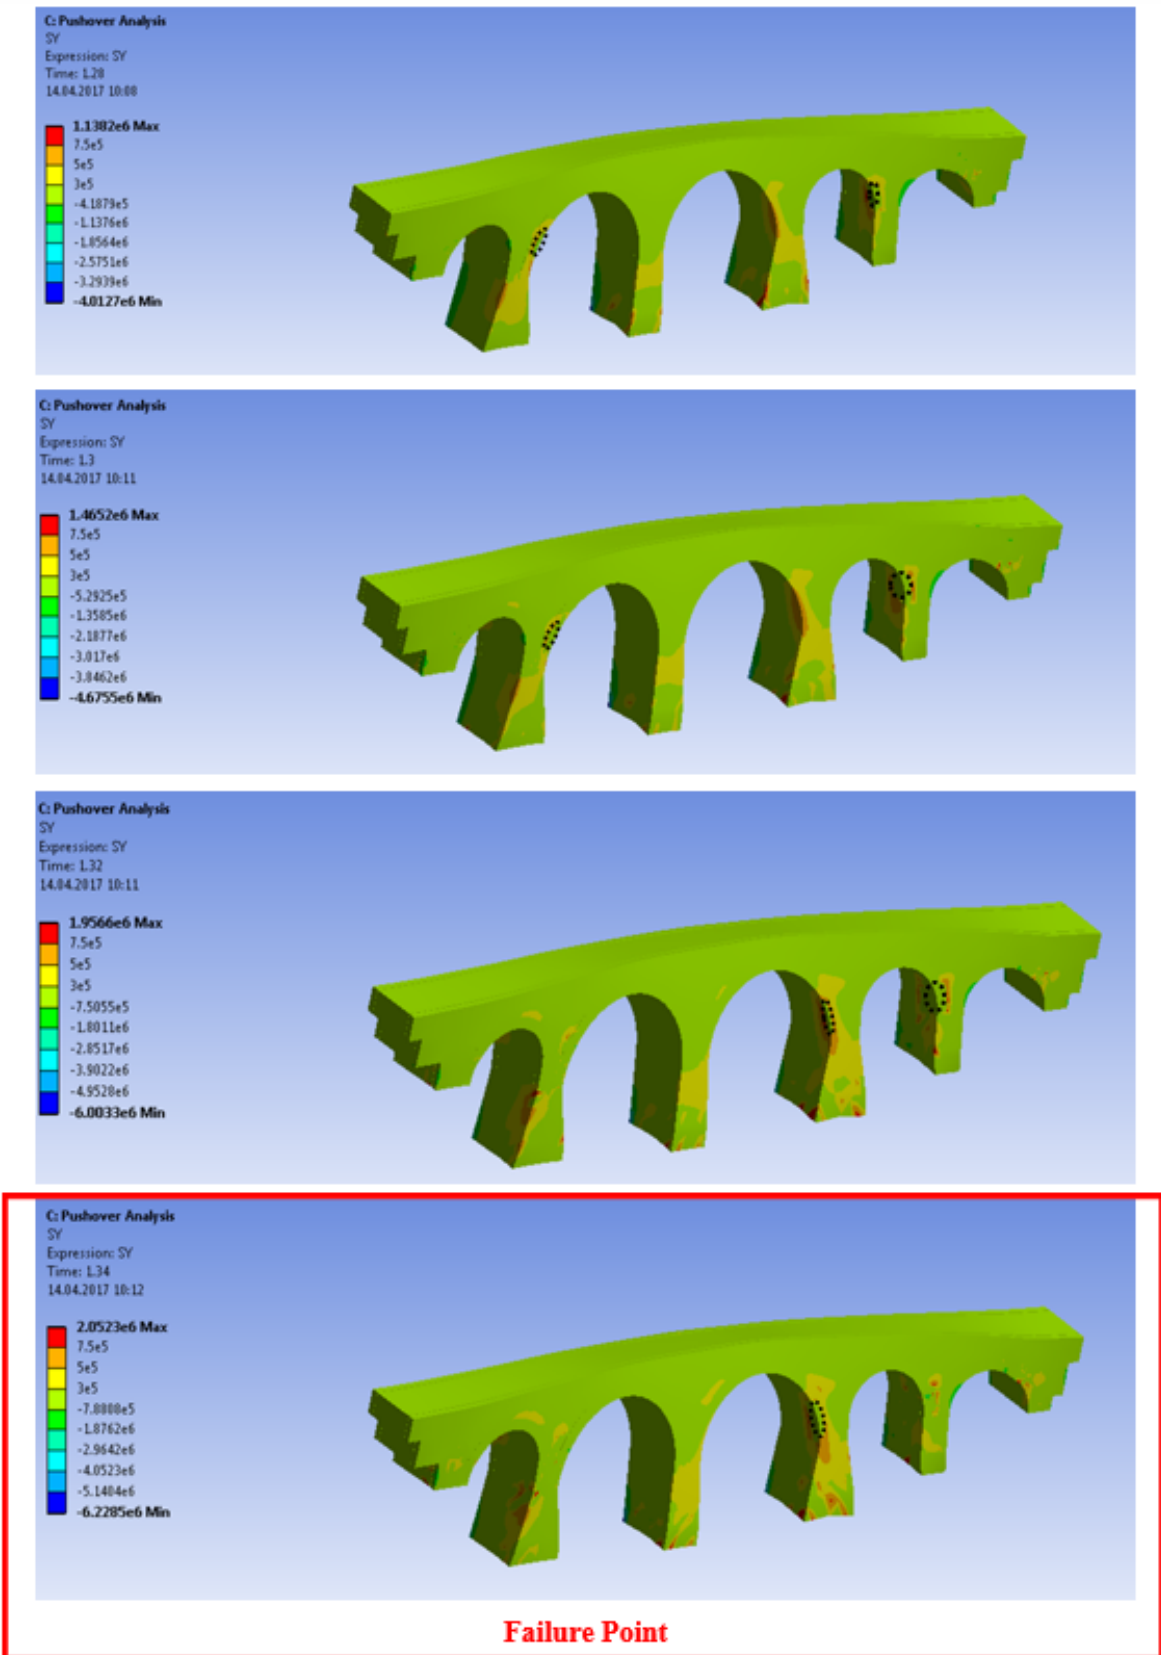 C: Pushover Analysis
SY
Expression: SY
Time: 1.28
14.04.2017 10:08
1.1382e6 Max
7.5e5
5e5
3e5
-4.1879e5
-1.1376e6
-1.8564e6
-2.5751e6
-3.2939e6
-4.0127e6 Min
C: Pushover Analysis
SY
Expression: SY
Time: 1.3
14.04.2017 10:11
1.4652e6 Max
7.5e5
5e5
3e5
-5.2925e5
-1.3585e6
-2.1877e6
-3.017e6
-3.8462e6
-4.6755e6 Min
C: Pushover Analysis
SY
Expression: SY
Time: 1.32
14.04.2017 10:11
1.9566e6 Max
7.5e5
5e5
3e5
-7.5055e5
-1.8011e6
-2.8517e6
-3.9022e6
-4.9528e6
-6.0033e6 Min
C: Pushover Analysis
SY
Expression: SY
Time: 1.34
14.04.2017 10:12
2.0523e6 Max
7.5e5
5e5
3e5
-7.8808e5
-1.8762e6
-2.9642e6
-4.0523e6
-5.1404e6
-6.2285e6 Min
Failure Point